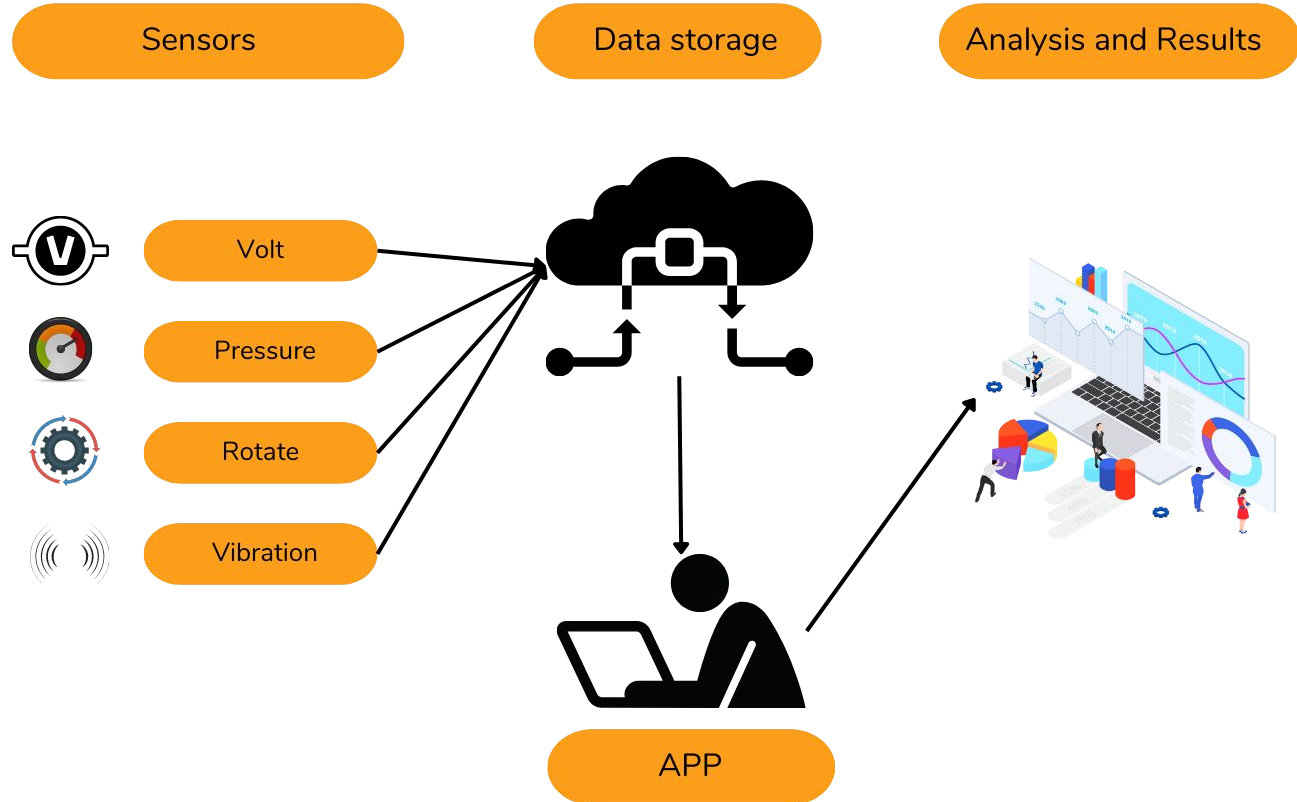 Sensors
Data storage
Analysis and Results
V
Volt
Pressure
Rotate
Vibration
APP